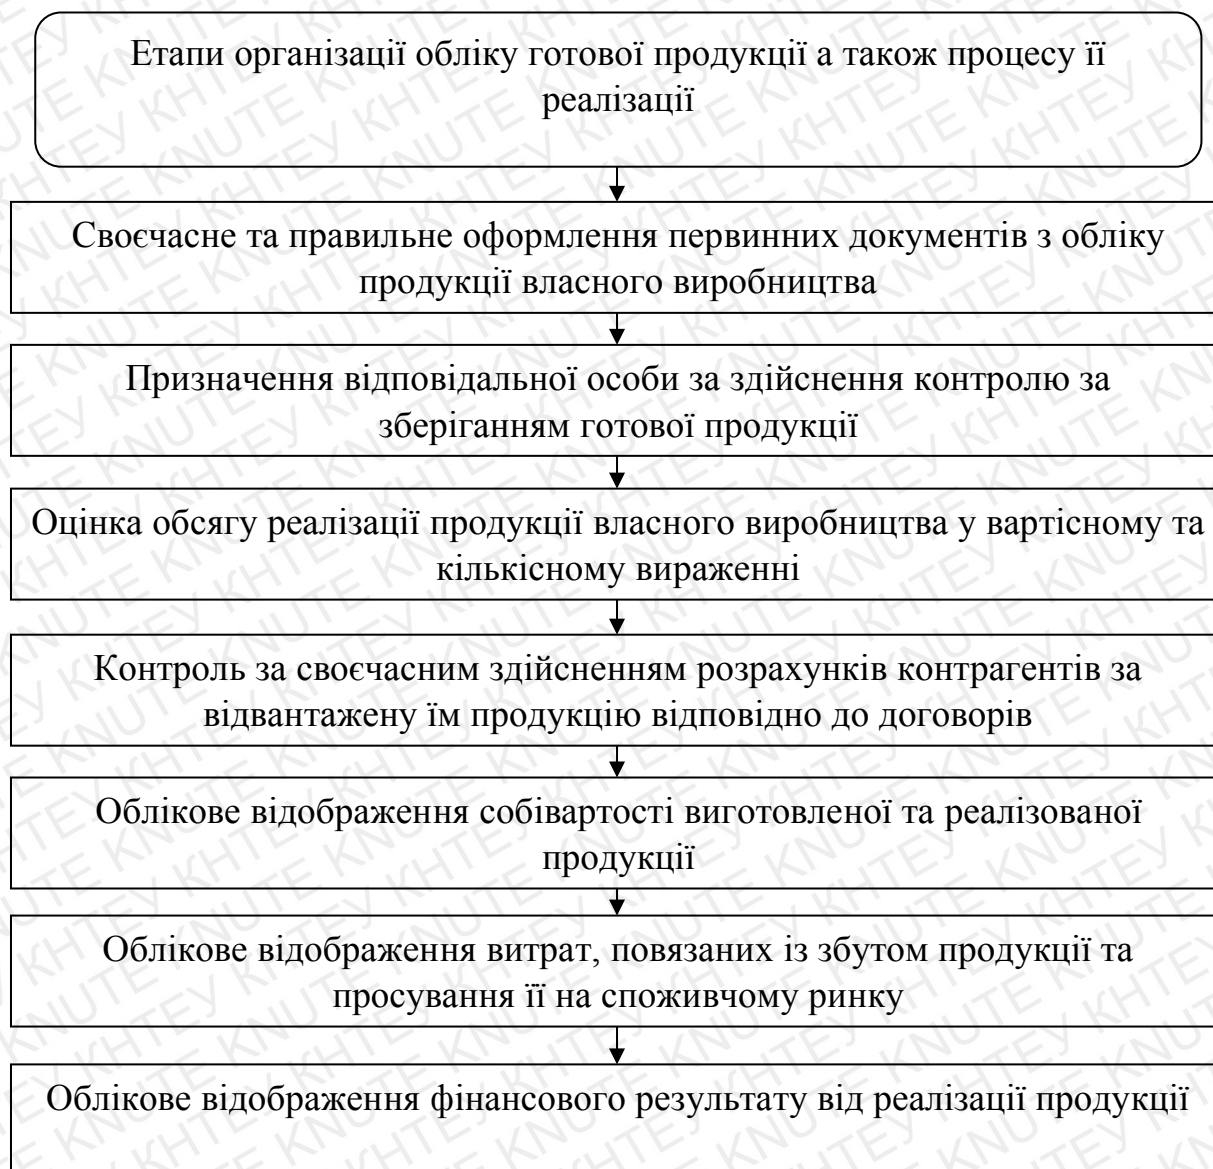 Етапи організації обліку готової продукції а також процесу її
реалізації
Своєчасне та правильне оформлення первинних документів з обліку
продукції власного виробництва
Призначення відповідальної особи за здійснення контролю за
зберіганням готової продукції
Оцінка обсягу реалізації продукції власного виробництва у вартісному та
кількісному вираженні
Контроль за своєчасним здійсненням розрахунків контрагентів за
відвантажену їм продукцію відповідно до договорів
Облікове відображення собівартості виготовленої та реалізованої
продукції
Облікове відображення витрат, повязаних із збутом продукції та
просування її на споживчому ринку
Облікове відображення фінансового результату від реалізації продукції